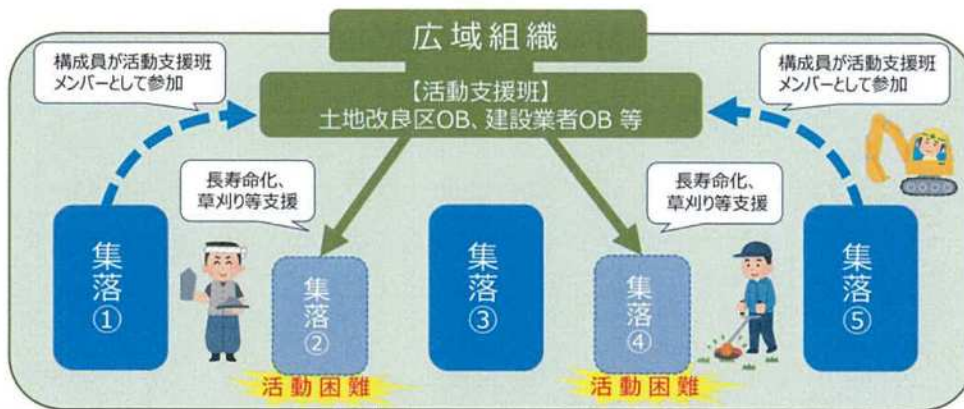 広域組織
【活動支援班】
土地改良区OB、建設業者OB 等
構成員が活動支援班
メンバーとして参加
構成員が活動支援班
メンバーとして参加
長寿命化、
草刈り等支援
長寿命化、
草刈り等支援
集落①
集落②
集落③
集落④
集落⑤
活動困難
活動困難